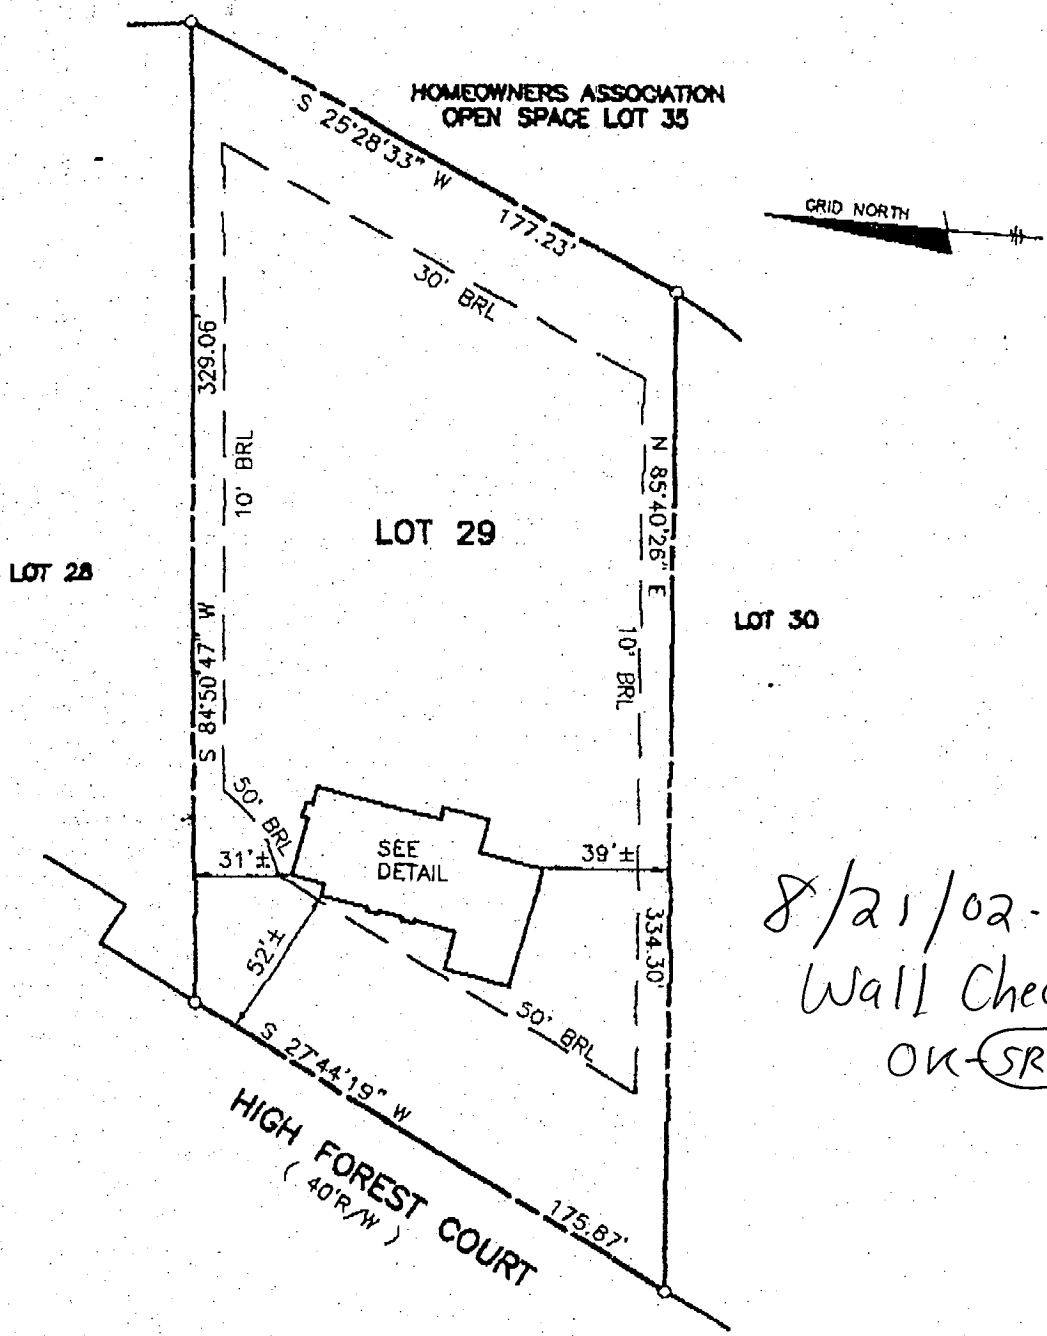 HOMEOWNERS ASSOCIATION
OPEN SPACE LOT 35
S 25°28'33" W
177.23'
GRID NORTH
30' BRL
329.06'
10' BRL
N 85°40'26" E
LOT 29
LOT 28
LOT 30
S 84°50'47" W
10' BRL
50' BRL
SEE
DETAIL
31'±
39'±
52'±
334.30'
50' BRL
S 27°44'19" W
175.87'
HIGH FOREST COURT
( 40'R/W )
8/21/02-
Wall Chec
OK-SR